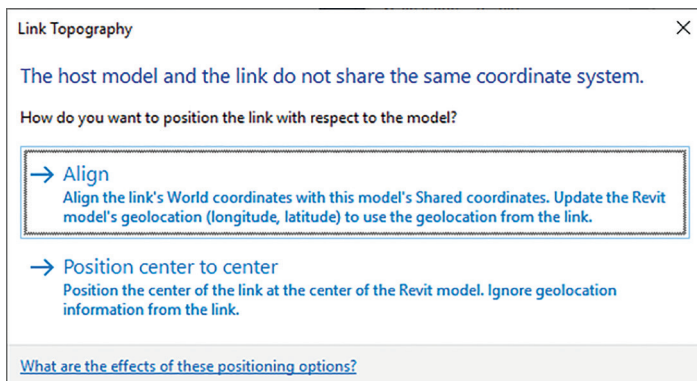 Link Topography
The host model and the link do not share the same coordinate system.
How do you want to position the link with respect to the model?
Align
Align the link's World coordinates with this model's Shared coordinates. Update the Revit
model's geolocation (longitude, latitude) to use the geolocation from the link.
Position center to center
Position the center of the link at the center of the Revit model. Ignore geolocation
information from the link.
What are the effects of these positioning options?